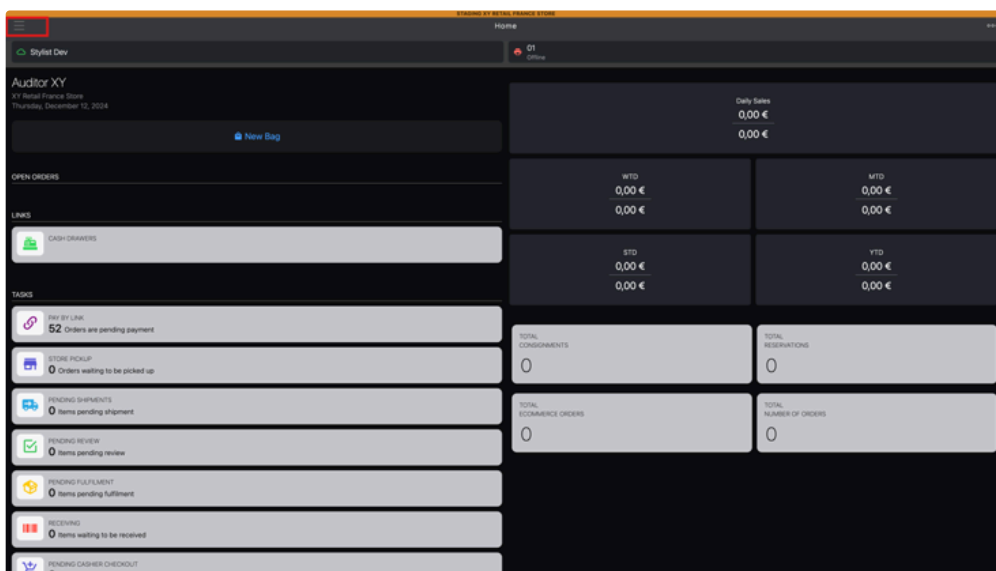 STAGING XY RETAIL FRANCE STORE
Home
Stylist Dev
01
Offline
Auditor XY
XY Retail France Store
Thursday, December 12, 2024
New Bag
OPEN ORDERS
LINKS
CASH DRAWERS
TASKS
PAY BY LINK
52 Orders are pending payment
STORE PICKUP
0 Orders waiting to be picked up
PENDING SHIPMENTS
0 Items pending shipment
PENDING REVIEW
0 Items pending review
PENDING FULFILMENT
0 Items pending fulfilment
RECEIVING
0 Items waiting to be received
PENDING CASHIER CHECKOUT
Daily Sales
0,00 €
0,00 €
WTD
0,00 €
0,00 €
MTD
0,00 €
0,00 €
STD
0,00 €
0,00 €
YTD
0,00 €
0,00 €
TOTAL
CONSIGNMENTS
0
TOTAL
RESERVATIONS
0
TOTAL
ECOMMERCE ORDERS
0
TOTAL
NUMBER OF ORDERS
0